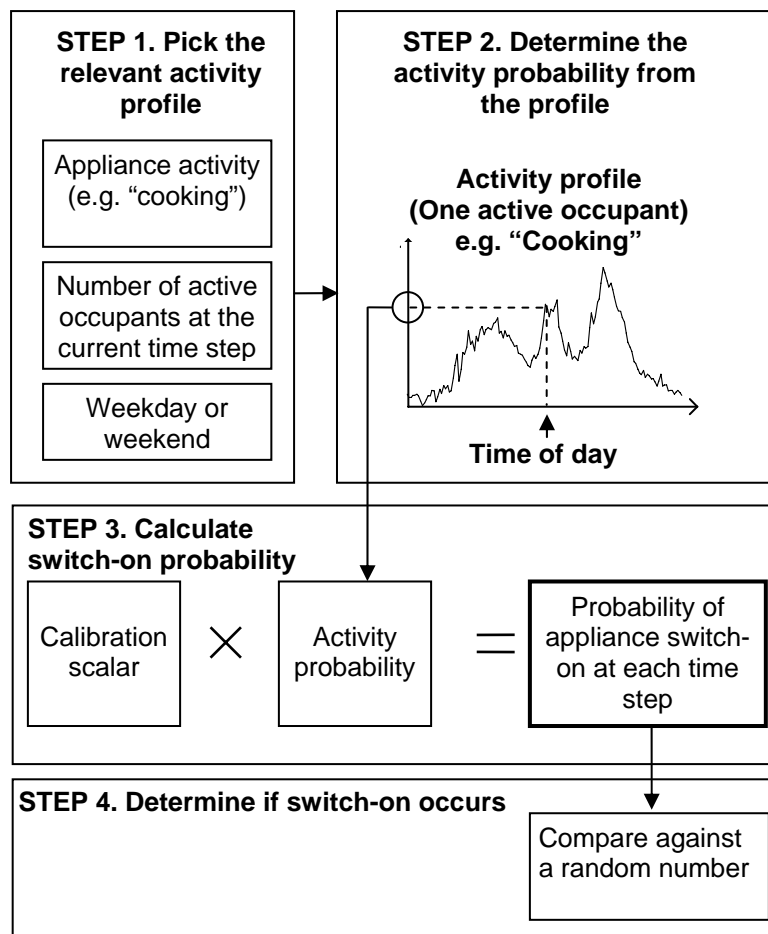 STEP 1. Pick the
relevant activity
profile
Appliance activity
(e.g. “cooking”)
Number of active
occupants at the
current time step
Weekday or
weekend
STEP 2. Determine the
activity probability from
the profile
Activity profile
(One active occupant)
e.g. “Cooking”
Time of day
STEP 3. Calculate
switch-on probability
Calibration
scalar
×
Activity
probability
=
Probability of
appliance switch-
on at each time
step
STEP 4. Determine if switch-on occurs
Compare against
a random number